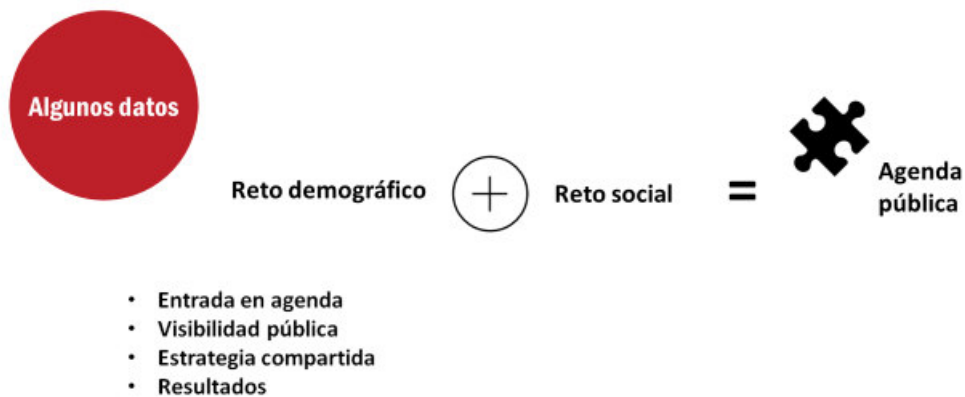 Algunos datos
Reto demográfico
+
Reto social
=
Agenda
pública
• Entrada en agenda
• Visibilidad pública
• Estrategia compartida
• Resultados